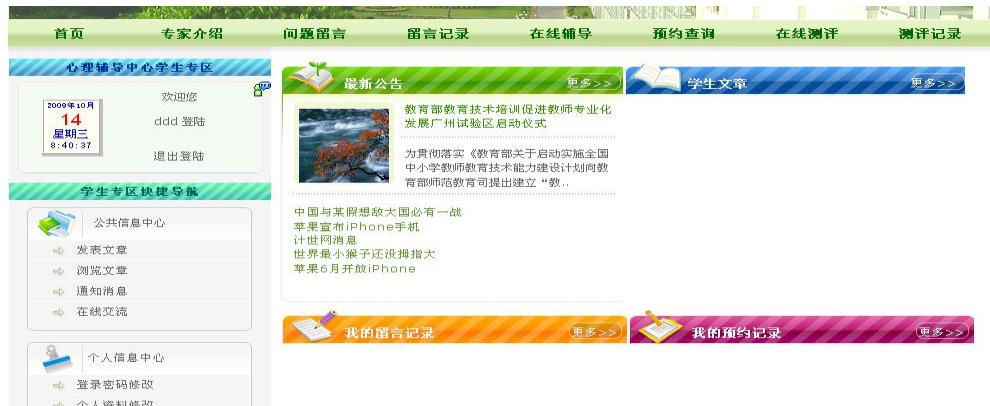 首页 专家介绍 问题留言 留言记录 在线辅导 预约查询 在线测评 测评记录
心理辅导中心学生专区
2009年10月
14
星期三
8:40:37
欢迎您
ddd 登陆
退出登陆
学生专区快捷导航
公共信息中心
发表文章
浏览文章
通知消息
在线交流
个人信息中心
登录密码修改
个人资料修改
最新公告 更多>>
教育部教育技术培训促进教师专业化
发展广州试验区启动仪式
为贯彻落实《教育部关于启动实施全国
中小学教师教育技术能力建设计划向教
育部师范教育司提出建立“教..
中国与某假想敌大国必有一战
苹果宣布iPhone手机
计世网消息
世界最小猴子还没拇指大
苹果6月开放iPhone
学生文章 更多>>
我的留言记录 更多>>
我的预约记录 更多>>